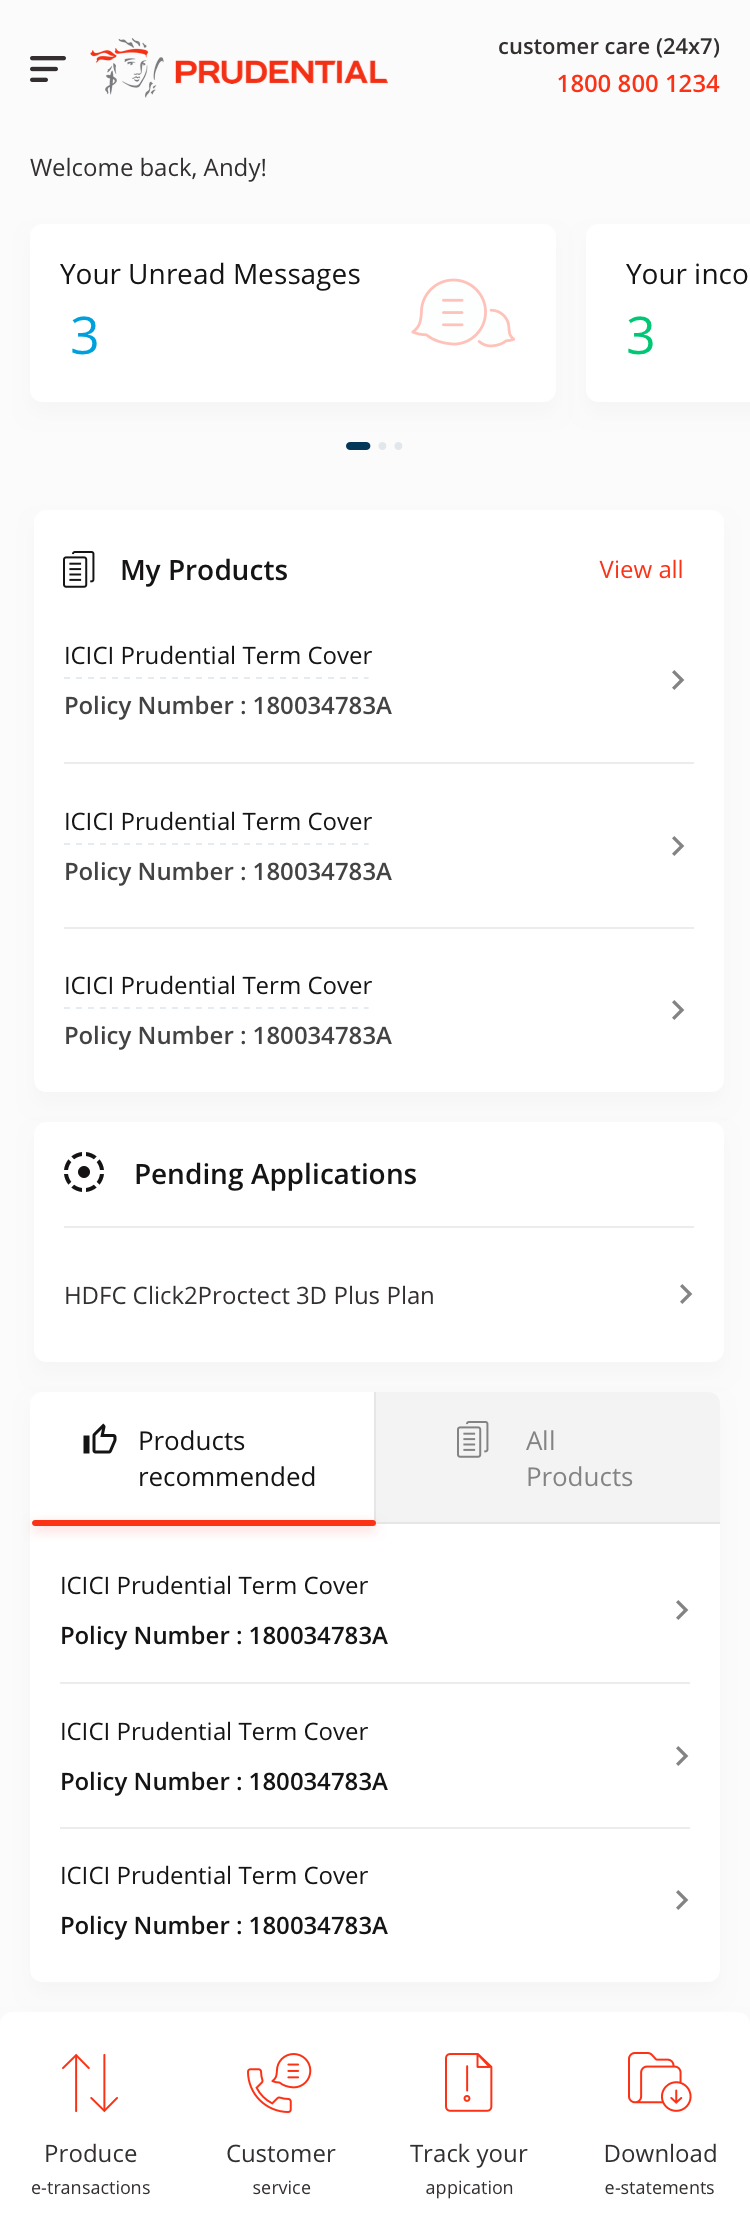 customer care (24x7)
PRUDENTIAL
1800 800 1234
Welcome back, Andy!
Your Unread Messages
3
Your inco
3
My Products
View all
ICICI Prudential Term Cover
Policy Number : 180034783A
ICICI Prudential Term Cover
Policy Number : 180034783A
ICICI Prudential Term Cover
Policy Number : 180034783A
Pending Applications
HDFC Click2Proctect 3D Plus Plan
Products
recommended
All
Products
ICICI Prudential Term Cover
Policy Number : 180034783A
ICICI Prudential Term Cover
Policy Number : 180034783A
ICICI Prudential Term Cover
Policy Number : 180034783A
Produce
e-transactions
Customer
service
Track your
appication
Download
e-statements